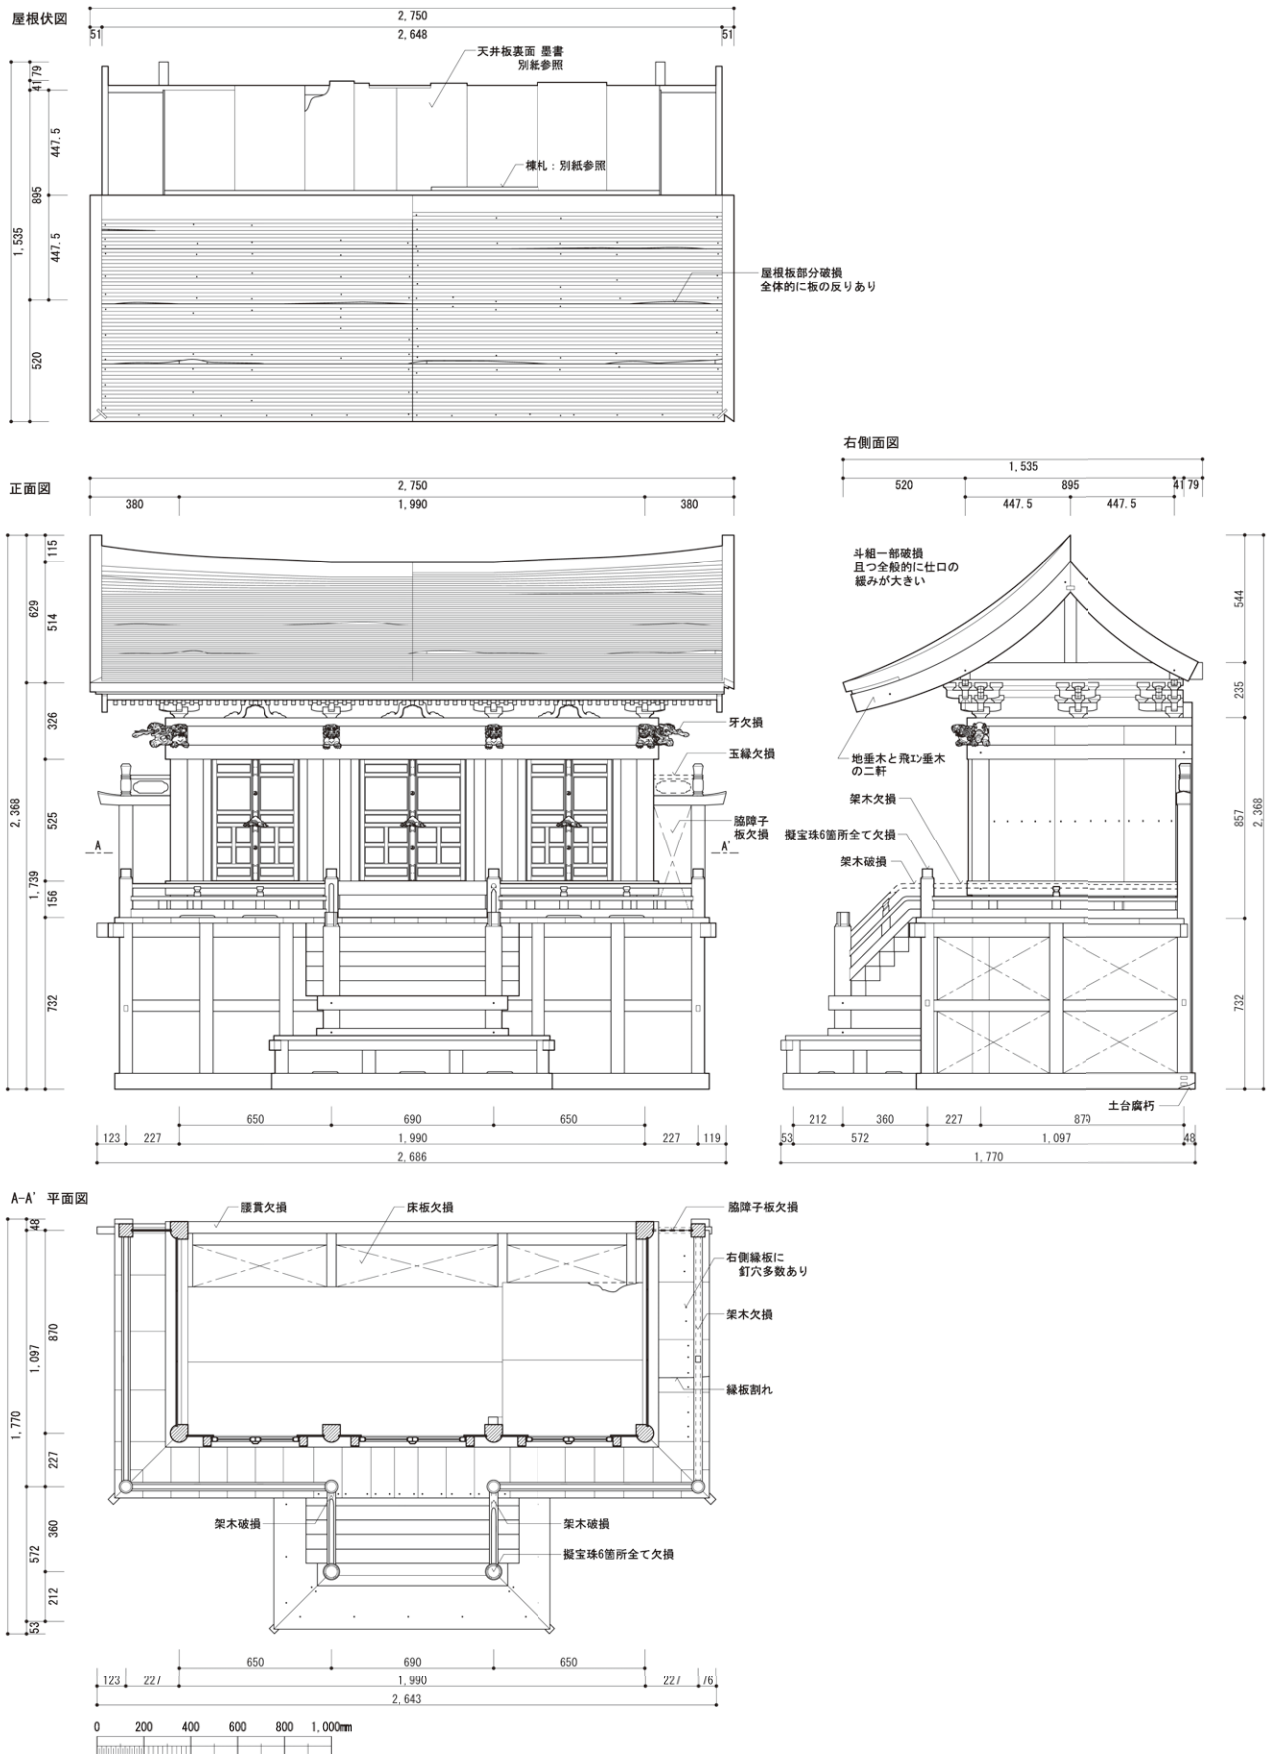 屋根伏図
2,750
51
2,648
51
天井板裏面 墨書
別紙参照
棟札：別紙参照
41
79
447.5
895
447.5
1,535
520
屋根板部分破損
全体的に板の反りあり
正面図
2,750
380
1,990
380
115
629
514
326
525
2,368
1,739
156
732
牙欠損
玉縁欠損
脇障子
板欠損
A
A'
650
690
650
123
227
1,990
227
119
2,686
右側面図
1,535
520
895
41
79
447.5
447.5
斗組一部破損
且つ全般的に仕口の
緩みが大きい
地垂木と飛エン垂木
の二軒
架木欠損
擬宝珠6箇所全て欠損
架木破損
544
235
857
2,368
732
土台腐朽
212
360
227
870
53
572
1,097
48
1,770
A-A' 平面図
腰貫欠損
床板欠損
脇障子板欠損
右側縁板に
釘穴多数あり
架木欠損
縁板割れ
架木破損
架木破損
擬宝珠6箇所全て欠損
48
870
1,097
1,770
227
360
572
212
53
650
690
650
123
227
1,990
227
76
2,643
0 200 400 600 800 1,000mm